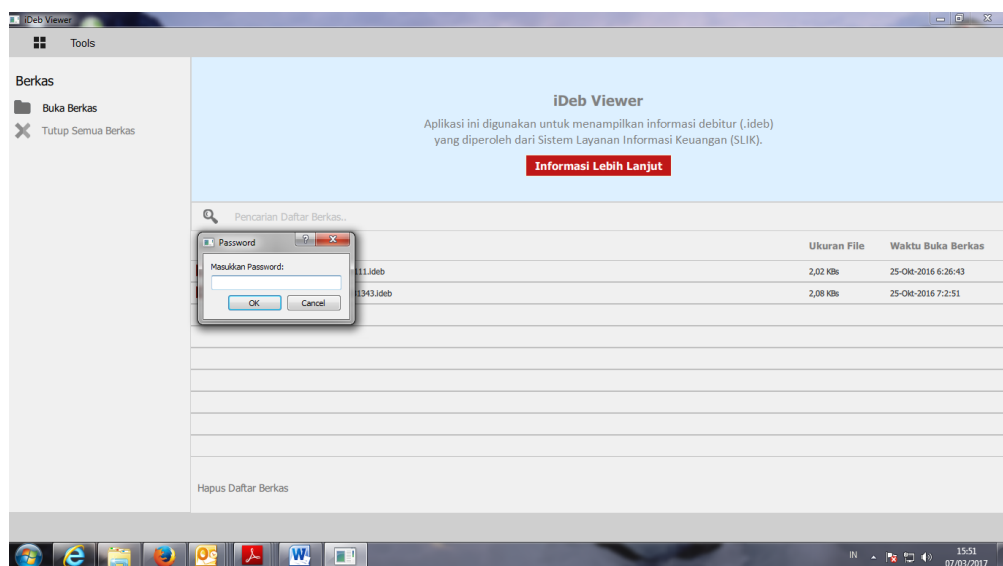 iDeb Viewer
Tools
Berkas
Buka Berkas
Tutup Semua Berkas
iDeb Viewer
Aplikasi ini digunakan untuk menampilkan informasi debitur (.ideb)
yang diperoleh dari Sistem Layanan Informasi Keuangan (SLIK).
Informasi Lebih Lanjut
Pencarian Daftar Berkas..
Ukuran File Waktu Buka Berkas
111.ideb 2,02 KBs 25-Okt-2016 6:26:43
1343.ideb 2,08 KBs 25-Okt-2016 7:2:51
Password
Masukkan Password:
OK Cancel
Hapus Daftar Berkas
IN 15:51
07/03/2017